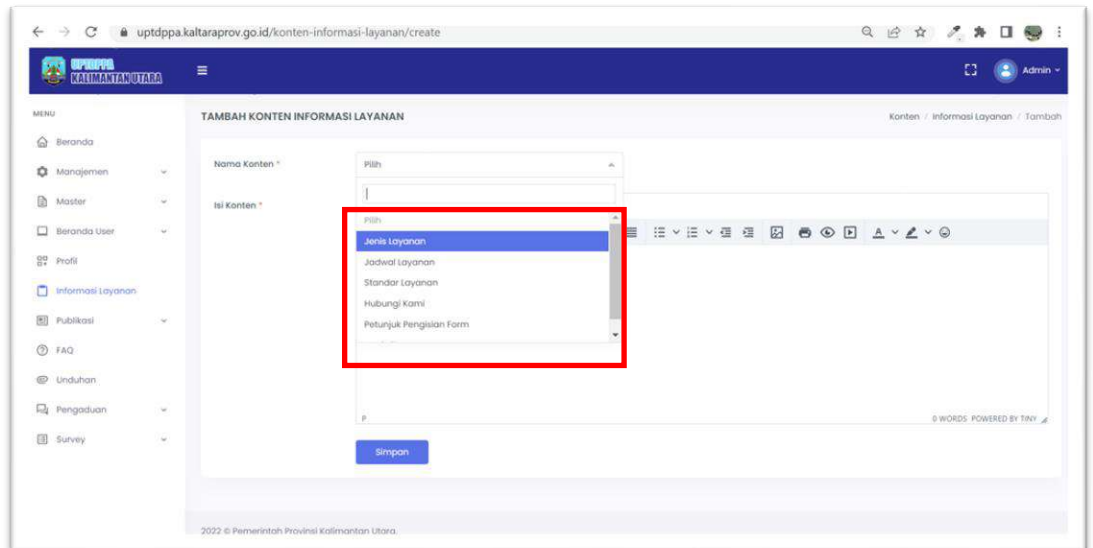 uptdppa.kaltaraprov.go.id/konten-informasi-layanan/create
UPTDPPA
KALIMANTAN UTARA
Admin
MENU
Beranda
Manajemen
Master
Beranda User
Profil
Informasi Layanan
Publikasi
FAQ
Unduhan
Pengaduan
Survey
TAMBAH KONTEN INFORMASI LAYANAN
Konten / Informasi Layanan / Tambah
Nama Konten *
Pilih
Isi Konten *
Pilih
Jenis Layanan
Jadwal Layanan
Standar Layanan
Hubungi Kami
Petunjuk Pengisian Form
P
0 WORDS POWERED BY TINY
Simpan
2022 © Pemerintah Provinsi Kalimantan Utara.